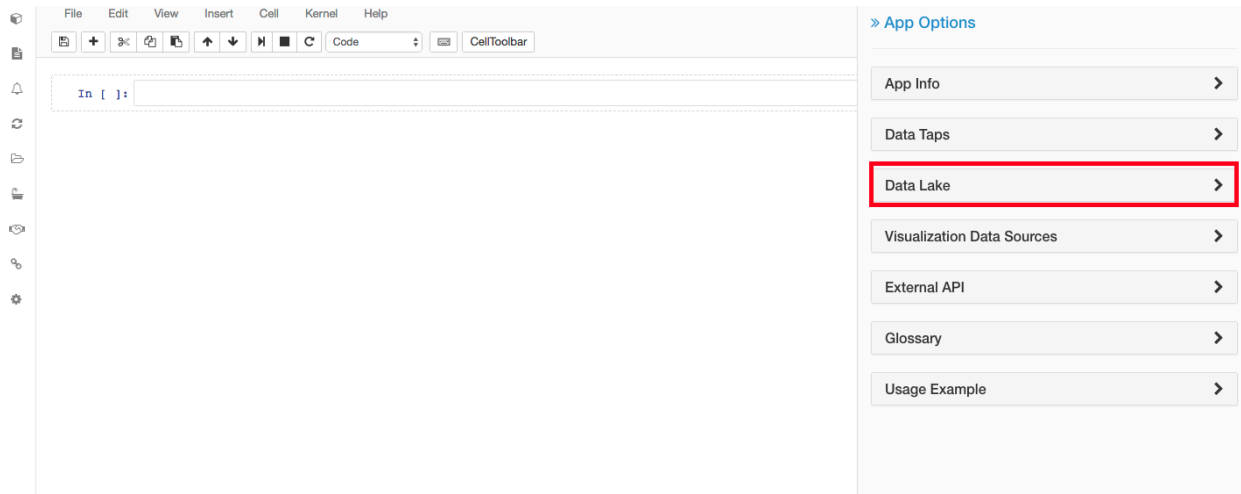 File Edit View Insert Cell Kernel Help
Code CellToolbar
In [ ]:
» App Options
App Info
Data Taps
Data Lake
Visualization Data Sources
External API
Glossary
Usage Example